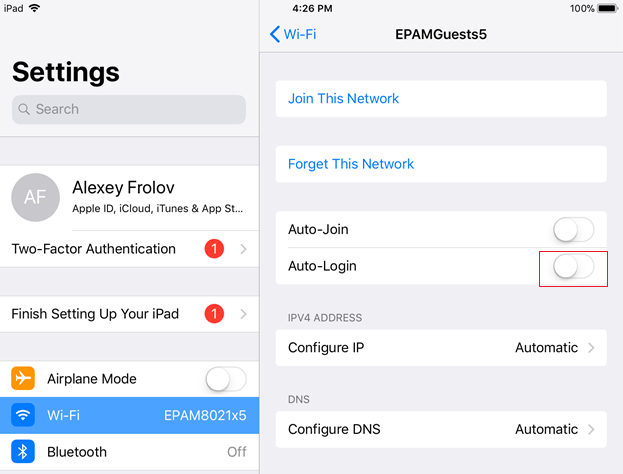 iPad
4:26 PM
100%
Settings
Search
AF
Alexey Frolov
Apple ID, iCloud, iTunes & App St...
Two-Factor Authentication 1
Finish Setting Up Your iPad 1
Airplane Mode
Wi-Fi EPAM8021x5
Bluetooth Off
Wi-Fi
EPAMGuests5
Join This Network
Forget This Network
Auto-Join
Auto-Login
IPV4 ADDRESS
Configure IP Automatic
DNS
Configure DNS Automatic